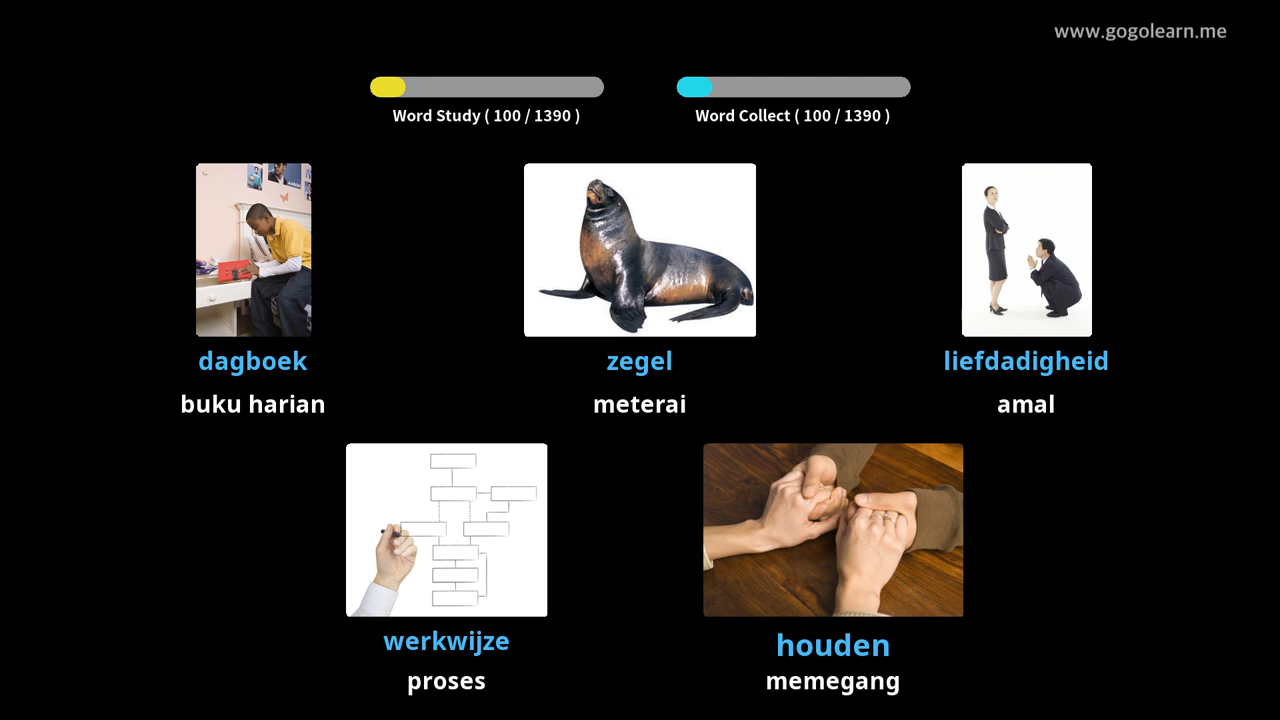 www.gogolearn.me
Word Study ( 100 / 1390 )
Word Collect ( 100 / 1390 )
dagboek
buku harian
zegel
meterai
liefdadigheid
amal
werkwijze
proses
houden
memegang